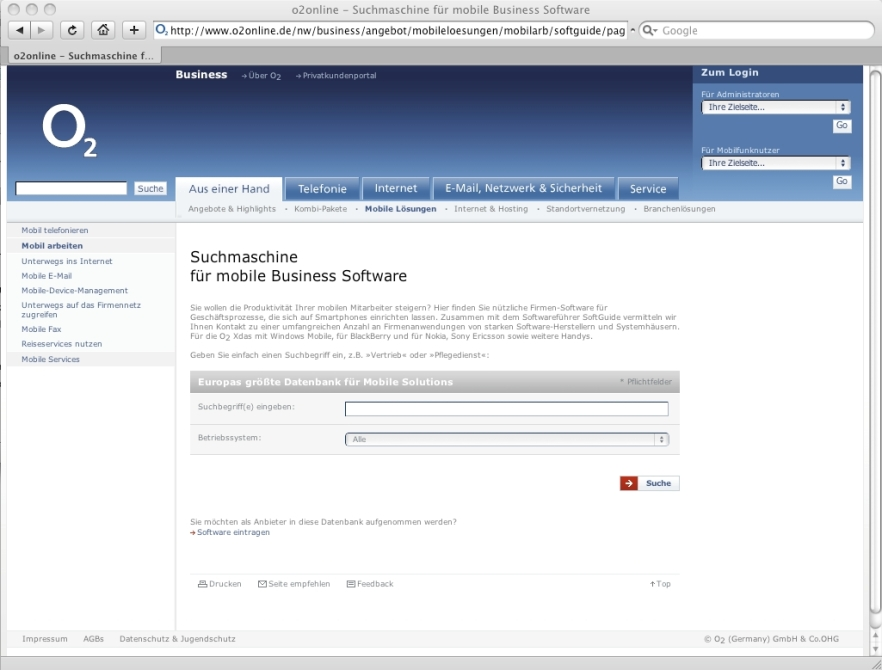 o2online – Suchmaschine für mobile Business Software
http://www.o2online.de/nw/business/angebot/mobileloesungen/mobilarb/softguide/pag
Google
o2online – Suchmaschine f...
Business
Über O2
Privatkundenportal
Zum Login
Für Administratoren
Ihre Zielseite...
Go
Für Mobilfunknutzer
Ihre Zielseite...
Go
O2
Suche
Aus einer Hand
Telefonie
Internet
E-Mail, Netzwerk & Sicherheit
Service
Angebote & Highlights · Kombi-Pakete · Mobile Lösungen · Internet & Hosting · Standortvernetzung · Branchenlösungen
Mobil telefonieren
Mobil arbeiten
Unterwegs ins Internet
Mobile E-Mail
Mobile-Device-Management
Unterwegs auf das Firmennetz
zugreifen
Mobile Fax
Reiseservices nutzen
Mobile Services
Suchmaschine
für mobile Business Software
Sie wollen die Produktivität Ihrer mobilen Mitarbeiter steigern? Hier finden Sie nützliche Firmen-Software für
Geschäftsprozesse, die sich auf Smartphones einrichten lassen. Zusammen mit dem Softwareführer SoftGuide vermitteln wir
Ihnen Kontakt zu einer umfangreichen Anzahl an Firmenanwendungen von starken Software-Herstellern und Systemhäusern.
Für die O2 Xdas mit Windows Mobile, für BlackBerry und für Nokia, Sony Ericsson sowie weitere Handys.
Geben Sie einfach einen Suchbegriff ein, z.B. »Vertrieb« oder »Pflegedienst«:
Europas größte Datenbank für Mobile Solutions
* Pflichtfelder
Suchbegriff(e) eingeben:
Betriebssystem:
Alle
Suche
Sie möchten als Anbieter in diese Datenbank aufgenommen werden?
Software eintragen
Drucken
Seite empfehlen
Feedback
Top
Impressum
AGBs
Datenschutz & Jugendschutz
© O2 (Germany) GmbH & Co.OHG